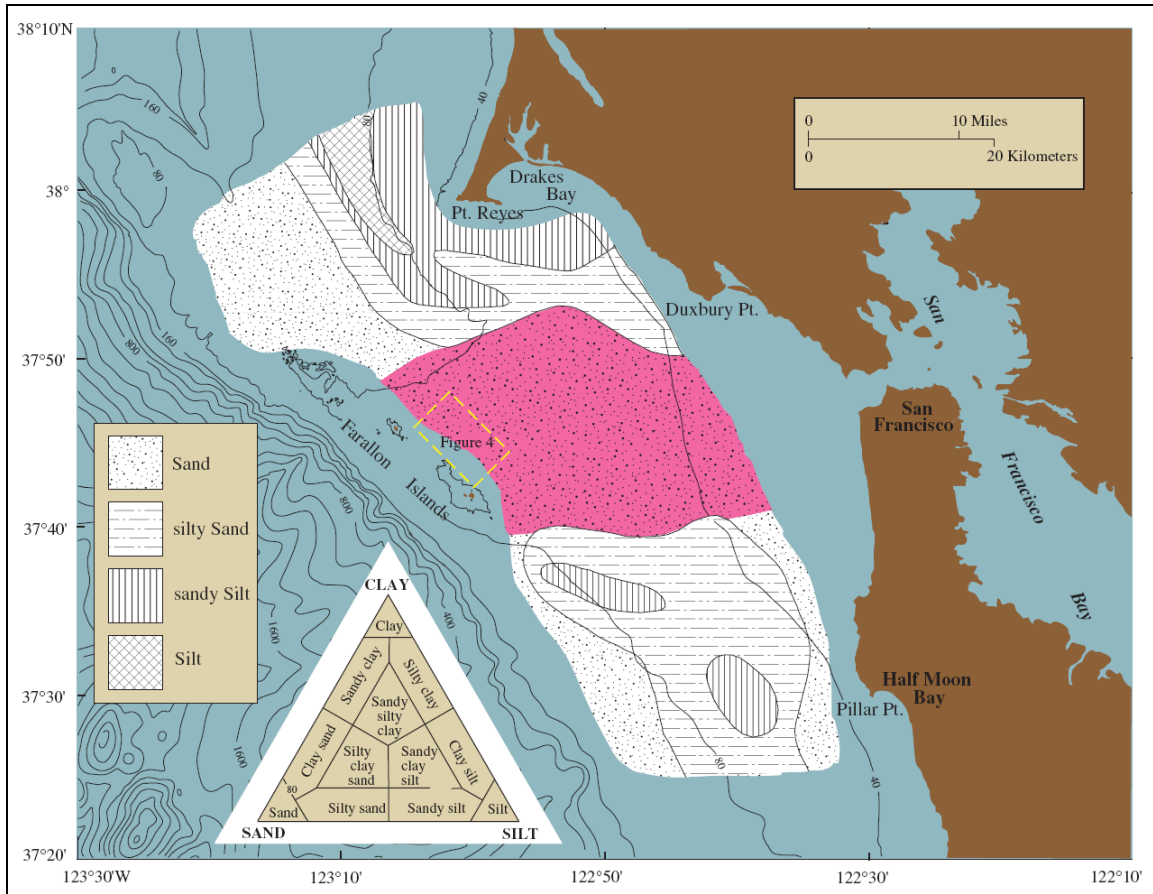 38°10'N
160
40
80
0
10 Miles
0
20 Kilometers
80
38°
Drakes
Bay
Pt. Reyes
Duxbury Pt.
San
37°50'
160
800
San
Francisco
Figure 4
Farallon
Islands
Francisco
Bay
Sand
silty Sand
sandy Silt
Silt
37°40'
800
400
1600
37°30'
Half Moon
Bay
Pillar Pt.
80
40
1600
CLAY
Clay
Sandy clay
Silty clay
Sandy
silty
clay
Clay sand
Silty
clay
sand
Sandy
clay
silt
Clay silt
80
Sand
Silty sand
Sandy silt
Silt
SAND
SILT
37°20'
123°30'W
123°10'
122°50'
122°30'
122°10'